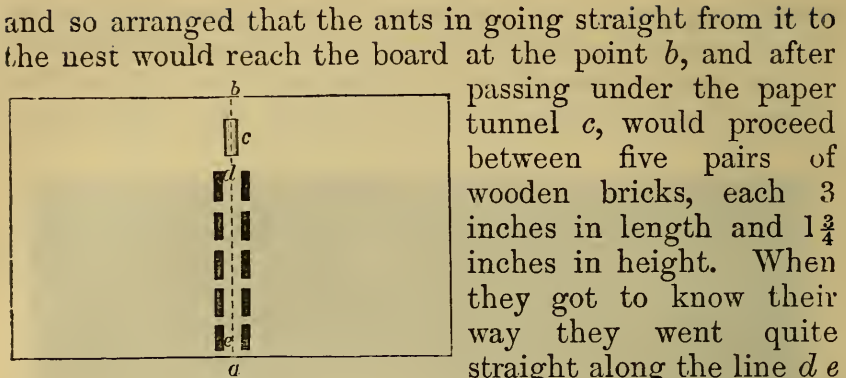 and so arranged that the ants in going straight from it to
the nest would reach the board at the point b, and after
passing under the paper
tunnel c, would proceed
between five pairs of
wooden bricks, each 3
inches in length and 1¾
inches in height. When
they got to know their
way they went quite
straight along the line d e
b
c
d
e
a